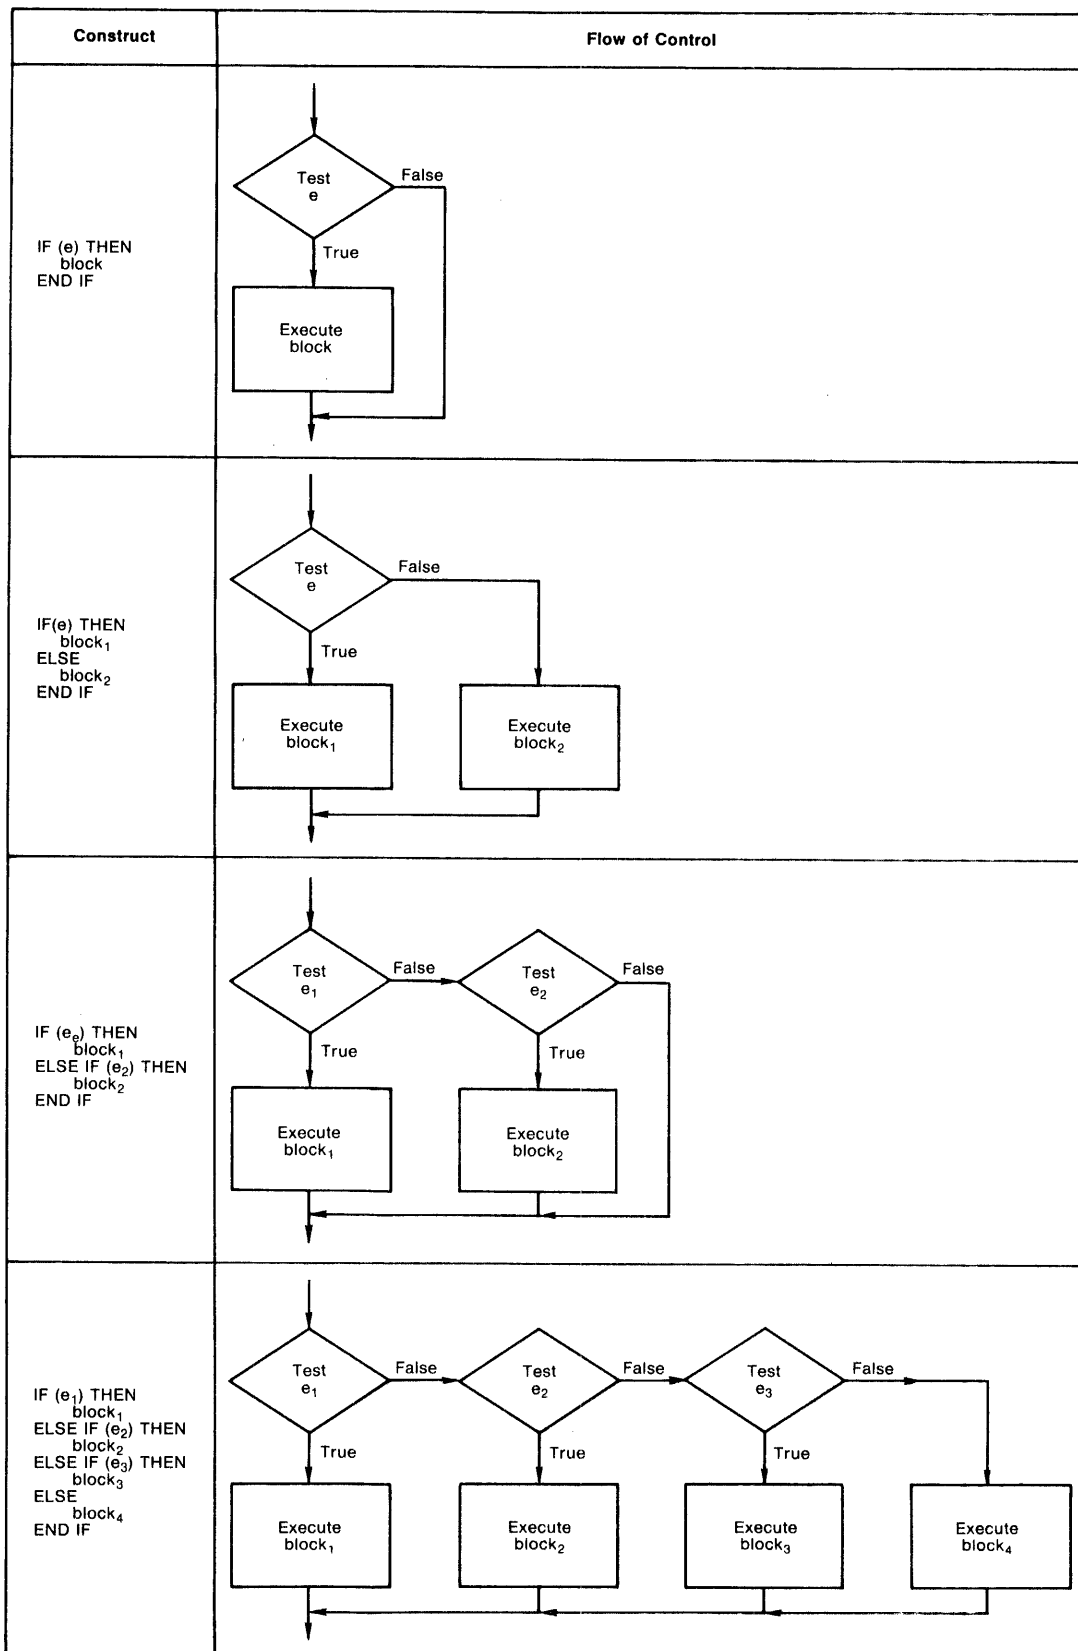 Construct
Flow of Control
IF (e) THEN
block
END IF
Test
e
False
True
Execute
block
IF(e) THEN
block₁
ELSE
block₂
END IF
Test
e
False
True
Execute
block₁
Execute
block₂
IF (eₑ) THEN
block₁
ELSE IF (e₂) THEN
block₂
END IF
Test
e₁
False
Test
e₂
False
True
True
Execute
block₁
Execute
block₂
IF (e₁) THEN
block₁
ELSE IF (e₂) THEN
block₂
ELSE IF (e₃) THEN
block₃
ELSE
block₄
END IF
Test
e₁
False
Test
e₂
False
Test
e₃
False
True
True
True
Execute
block₁
Execute
block₂
Execute
block₃
Execute
block₄